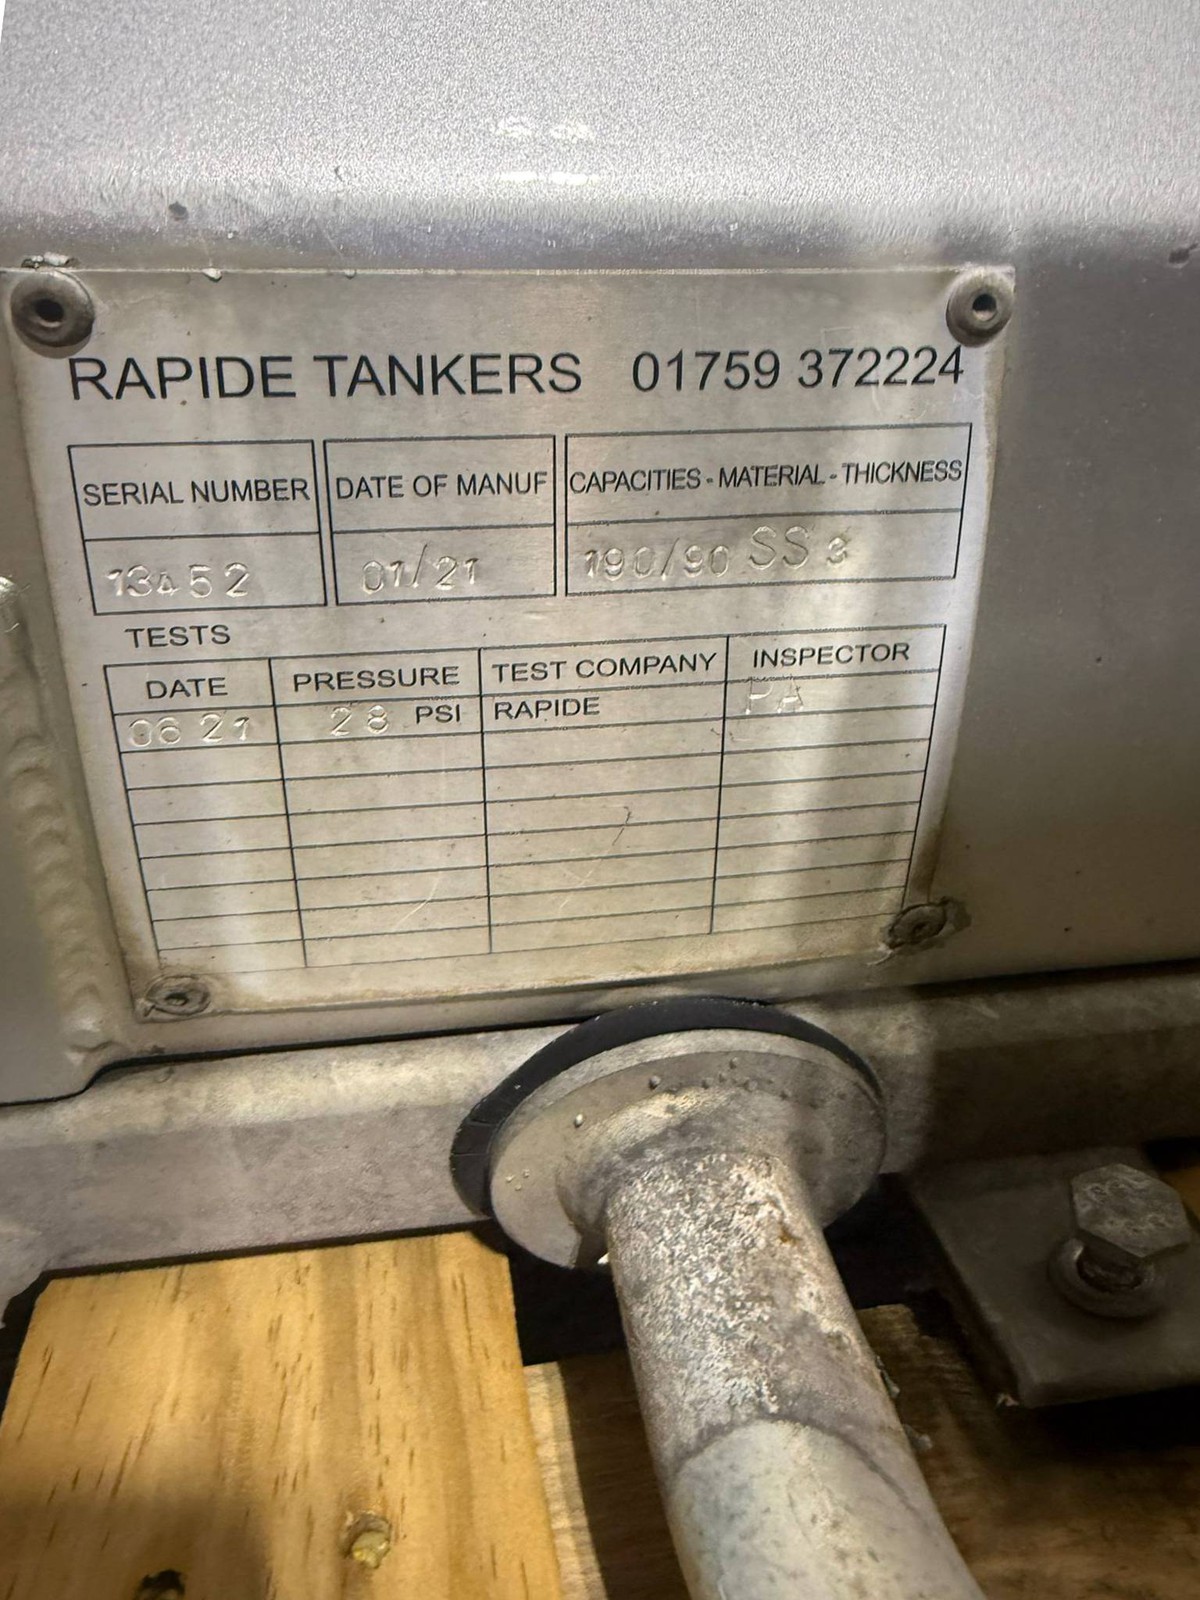 RAPIDE TANKERS 01759 372224
SERIAL NUMBER DATE OF MANUF CAPACITIES - MATERIAL - THICKNESS
13452 01/21 190/90 SS 3
TESTS
DATE PRESSURE TEST COMPANY INSPECTOR
06 21 28 PSI RAPIDE PA